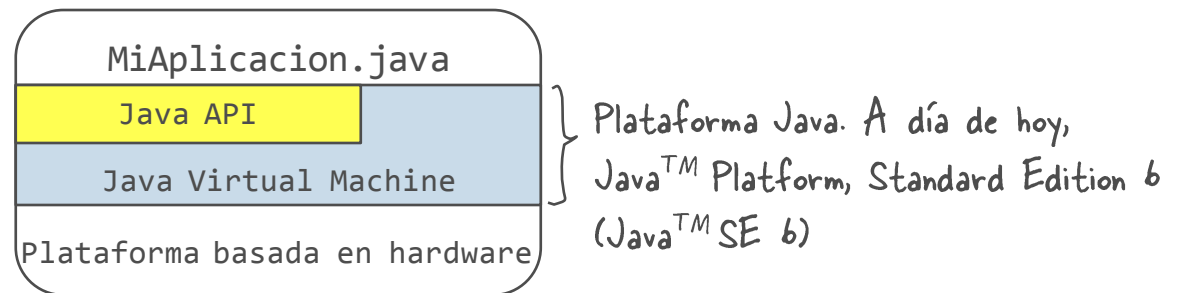 MiAplicacion.java
Java API
Java Virtual Machine
Plataforma basada en hardware
Plataforma Java. A día de hoy,
Java™ Platform, Standard Edition 6
(Java™ SE 6)